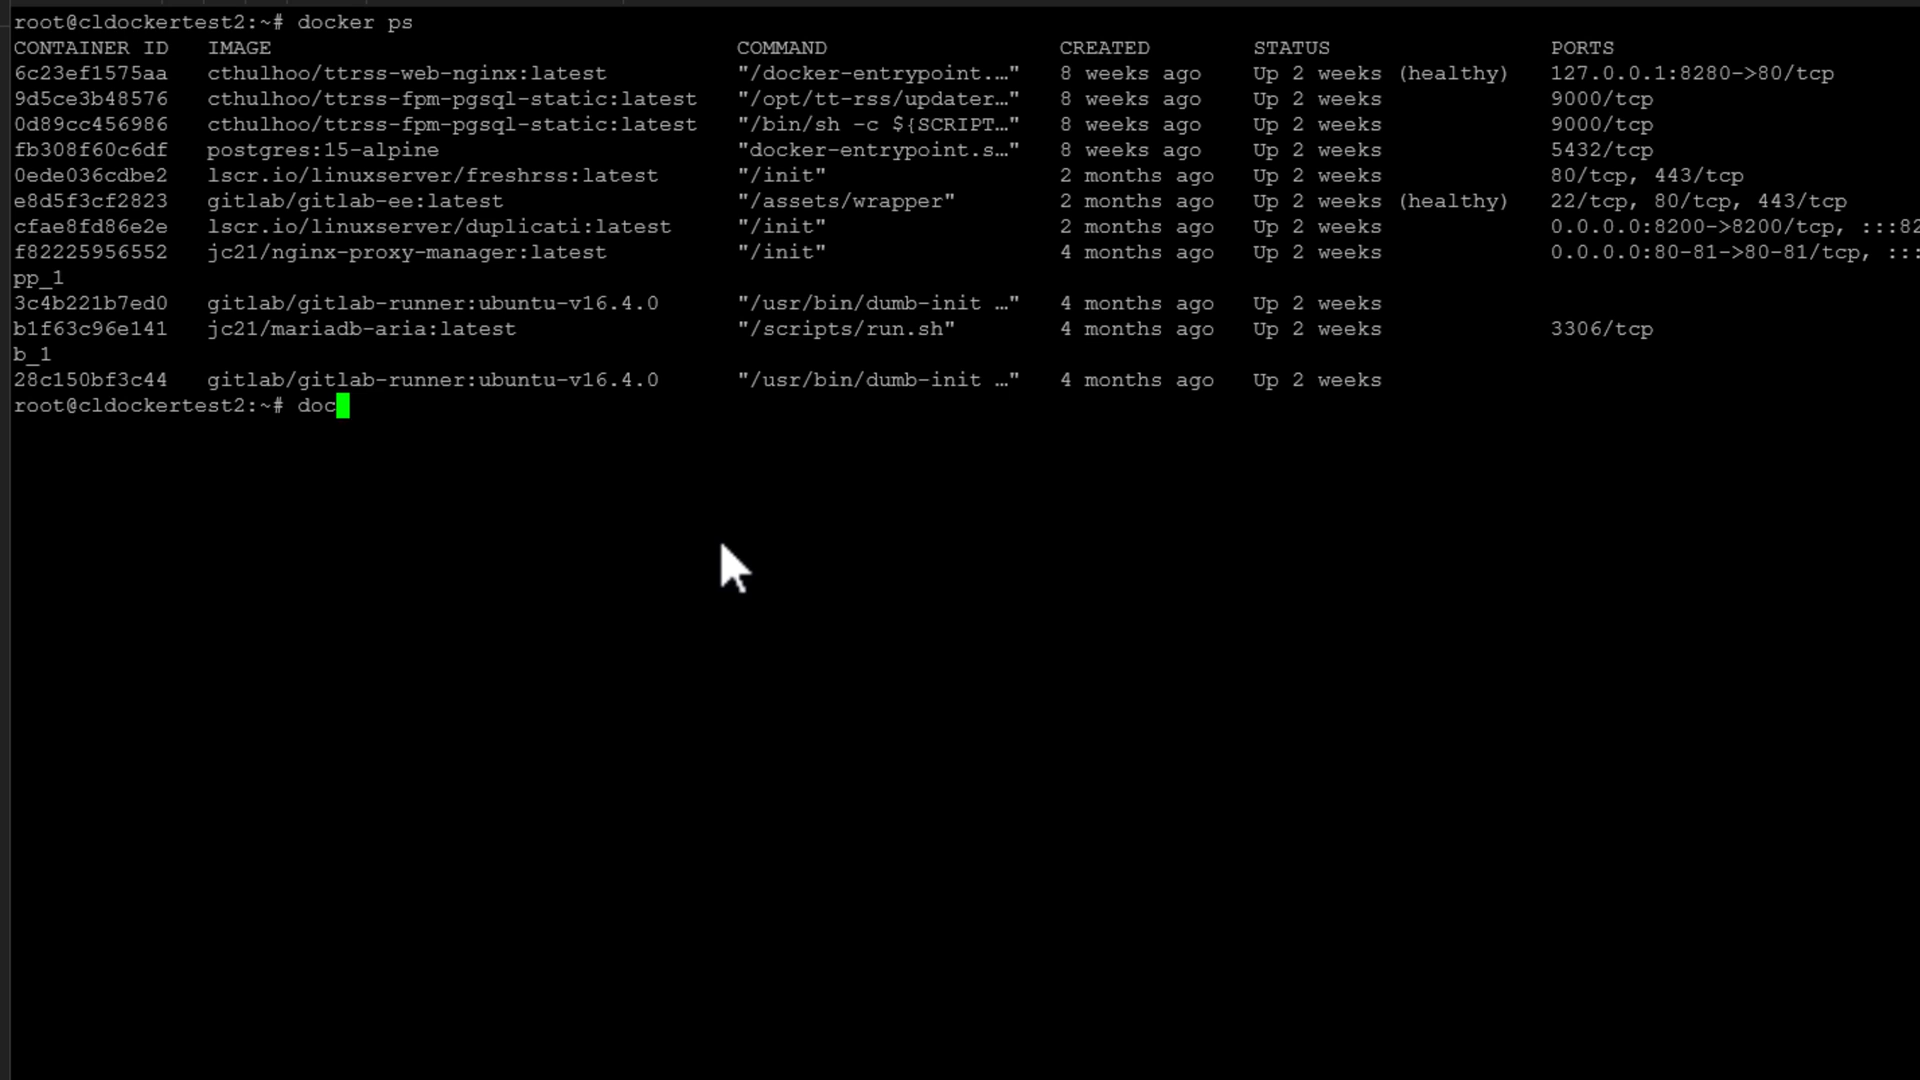 root@cldockertest2:~# docker ps
CONTAINER ID   IMAGE                                    COMMAND                  CREATED        STATUS                 PORTS
6c23ef1575aa   cthulhoo/ttrss-web-nginx:latest          "/docker-entrypoint.…"   8 weeks ago    Up 2 weeks (healthy)   127.0.0.1:8280->80/tcp
9d5ce3b48576   cthulhoo/ttrss-fpm-pgsql-static:latest   "/opt/tt-rss/updater…"   8 weeks ago    Up 2 weeks             9000/tcp
0d89cc456986   cthulhoo/ttrss-fpm-pgsql-static:latest   "/bin/sh -c ${SCRIPT…"   8 weeks ago    Up 2 weeks             9000/tcp
fb308f60c6df   postgres:15-alpine                       "docker-entrypoint.s…"   8 weeks ago    Up 2 weeks             5432/tcp
0ede036cdbe2   lscr.io/linuxserver/freshrss:latest      "/init"                  2 months ago   Up 2 weeks             80/tcp, 443/tcp
e8d5f3cf2823   gitlab/gitlab-ee:latest                  "/assets/wrapper"        2 months ago   Up 2 weeks (healthy)   22/tcp, 80/tcp, 443/tcp
cfae8fd86e2e   lscr.io/linuxserver/duplicati:latest     "/init"                  2 months ago   Up 2 weeks             0.0.0.0:8200->8200/tcp, :::82
f82225956552   jc21/nginx-proxy-manager:latest          "/init"                  4 months ago   Up 2 weeks             0.0.0.0:80-81->80-81/tcp, :::
pp_1
3c4b221b7ed0   gitlab/gitlab-runner:ubuntu-v16.4.0      "/usr/bin/dumb-init …"   4 months ago   Up 2 weeks
b1f63c96e141   jc21/mariadb-aria:latest                 "/scripts/run.sh"        4 months ago   Up 2 weeks             3306/tcp
b_1
28c150bf3c44   gitlab/gitlab-runner:ubuntu-v16.4.0      "/usr/bin/dumb-init …"   4 months ago   Up 2 weeks
root@cldockertest2:~# doc